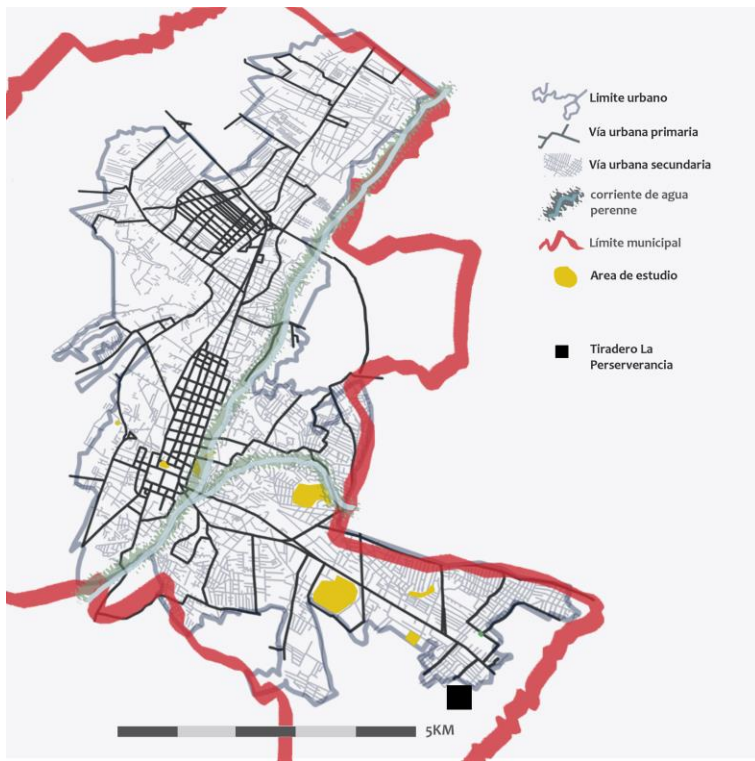 Limite urbano
Vía urbana primaria
Vía urbana secundaria
corriente de agua
perenne
Límite municipal
Area de estudio
Tiradero La
Perserverancia
5KM